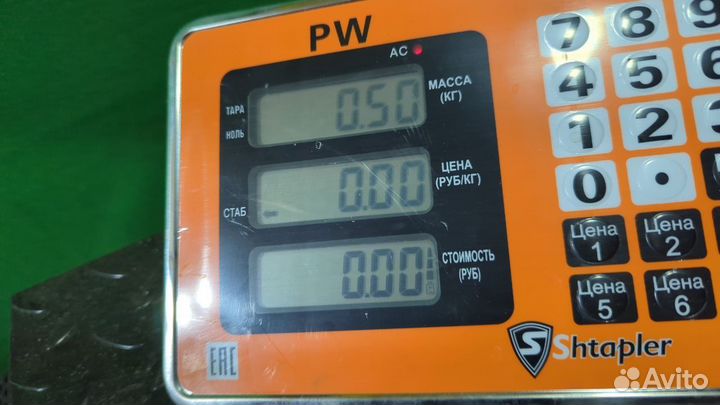 PW
AC
ТАРА
НОЛЬ
0.50
МАССА
(КГ)
СТАБ
0.00
ЦЕНА
(РУБ/КГ)
0.00
СТОИМОСТЬ
(РУБ)
7 8 9
4 5 6
1 2 3
0 .
Цена 1
Цена 2
Цена 5
Цена 6
EAC
Shtapler
Avito